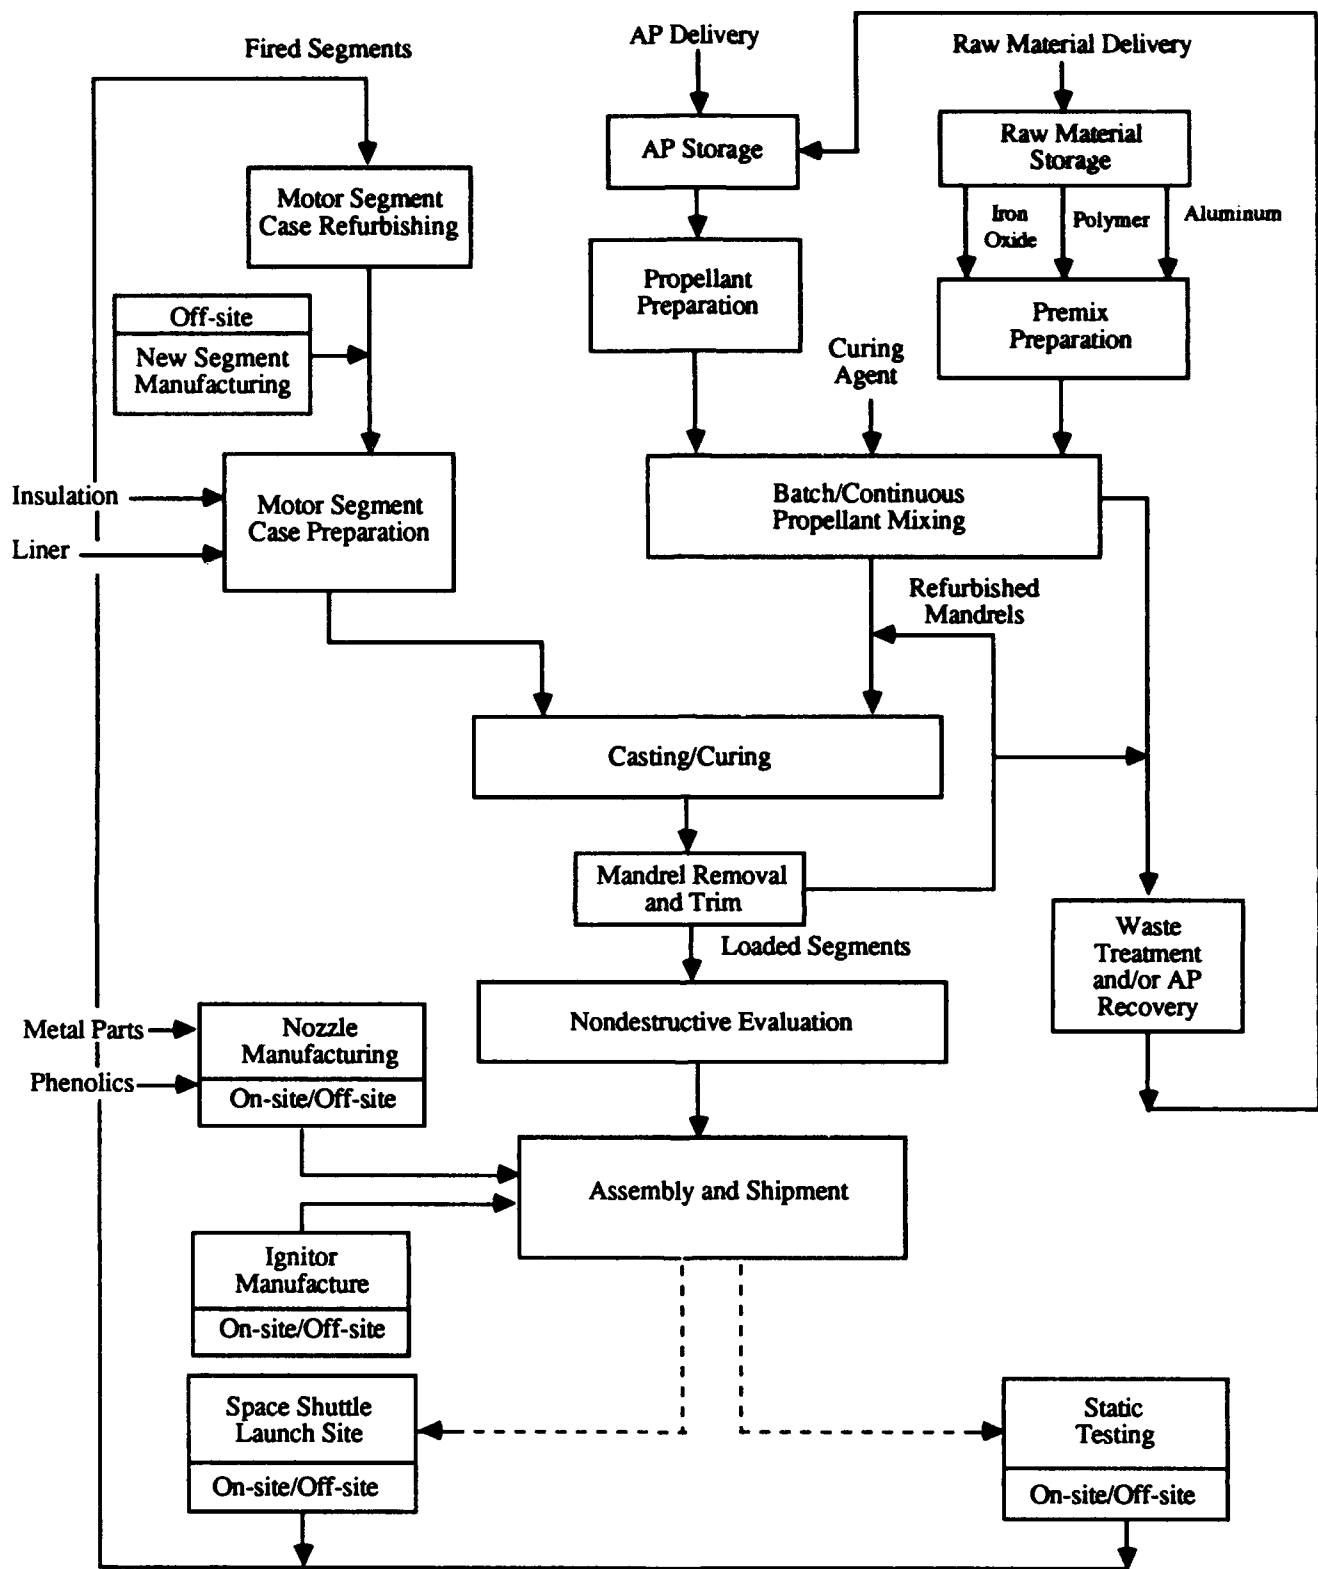 Fired Segments
AP Delivery
Raw Material Delivery
AP Storage
Raw Material
Storage
Motor Segment
Case Refurbishing
Iron
Oxide
Polymer
Aluminum
Propellant
Preparation
Premix
Preparation
Off-site
New Segment
Manufacturing
Curing
Agent
Insulation
Liner
Motor Segment
Case Preparation
Batch/Continuous
Propellant Mixing
Refurbished
Mandrels
Casting/Curing
Mandrel Removal
and Trim
Loaded Segments
Waste
Treatment
and/or AP
Recovery
Nondestructive Evaluation
Metal Parts
Phenolics
Nozzle
Manufacturing
On-site/Off-site
Assembly and Shipment
Ignitor
Manufacture
On-site/Off-site
Space Shuttle
Launch Site
On-site/Off-site
Static
Testing
On-site/Off-site